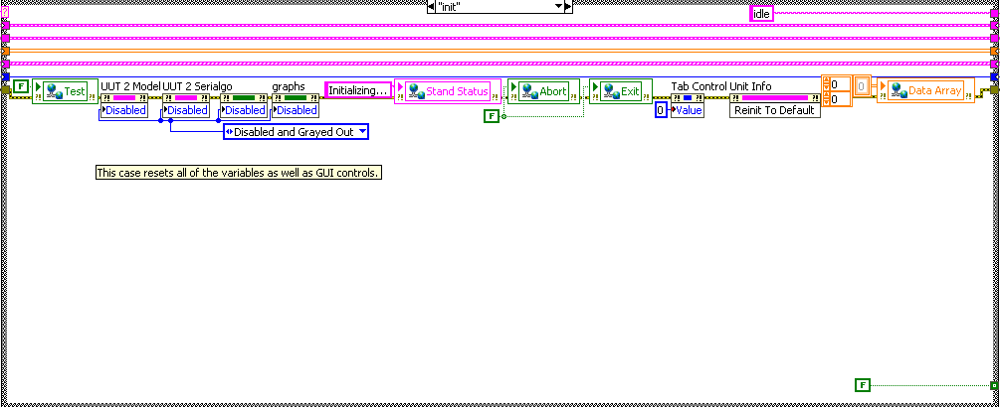 "init"
?
idle
F
Test
UUT 2 Model
UUT 2 Serial
go
graphs
Disabled
Disabled
Disabled
Disabled
Disabled and Grayed Out
Initializing...
Stand Status
F
Abort
Exit
Tab Control
0
Value
Unit Info
Reinit To Default
0
0
0
Data Array
This case resets all of the variables as well as GUI controls.
F